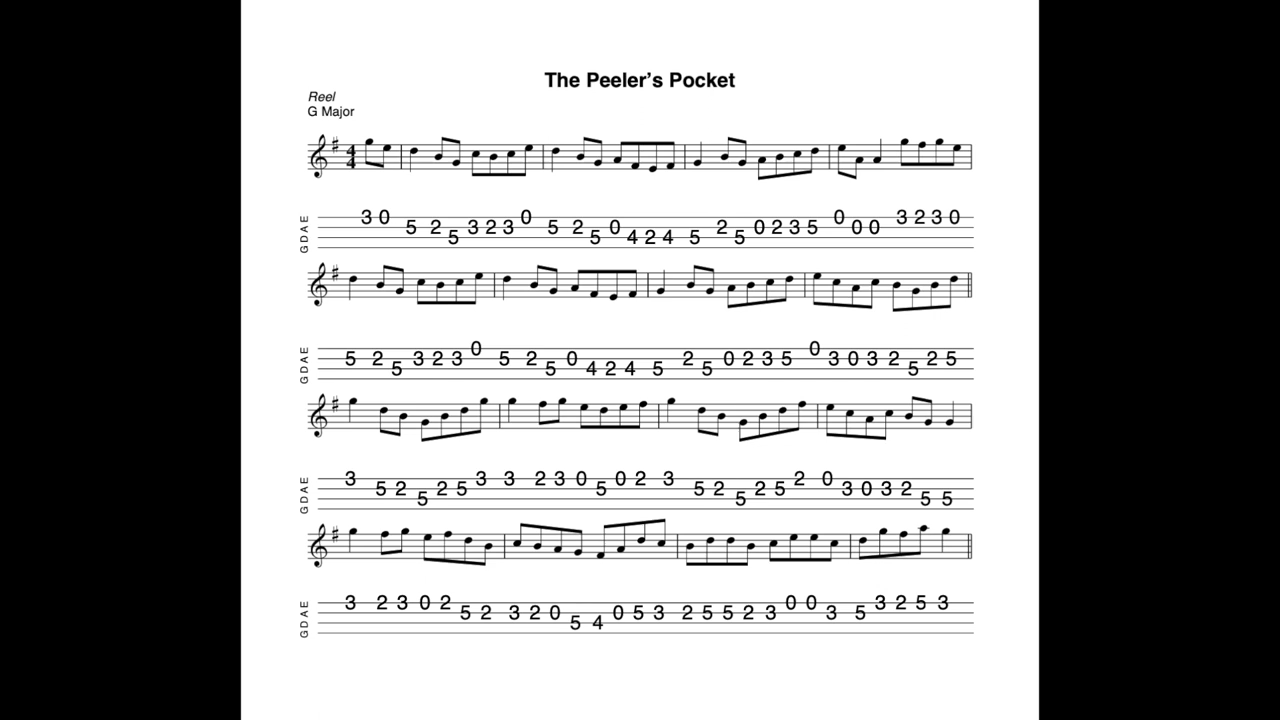 The Peeler's Pocket
Reel
G Major
4
4
G D A E
3 0 5 2 5 3 2 3 0 5 2 5 0 4 2 4 5 2 5 0 2 3 5 0 0 0 3 2 3 0
G D A E
5 2 5 3 2 3 0 5 2 5 0 4 2 4 5 2 5 0 2 3 5 0 3 0 3 2 5 2 5
G D A E
3 5 2 5 2 5 3 3 2 3 0 5 0 2 3 5 2 5 2 5 2 0 3 0 3 2 5 5
G D A E
3 2 3 0 2 5 2 3 2 0 5 4 0 5 3 2 5 5 2 3 0 0 3 5 3 2 5 3